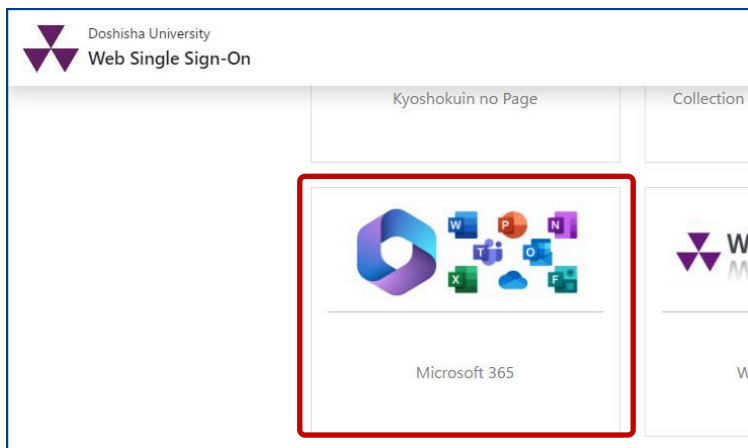 Doshisha University
Web Single Sign-On
Kyoshokuin no Page
Collection
W P N
T O
X F
Microsoft 365
W
W